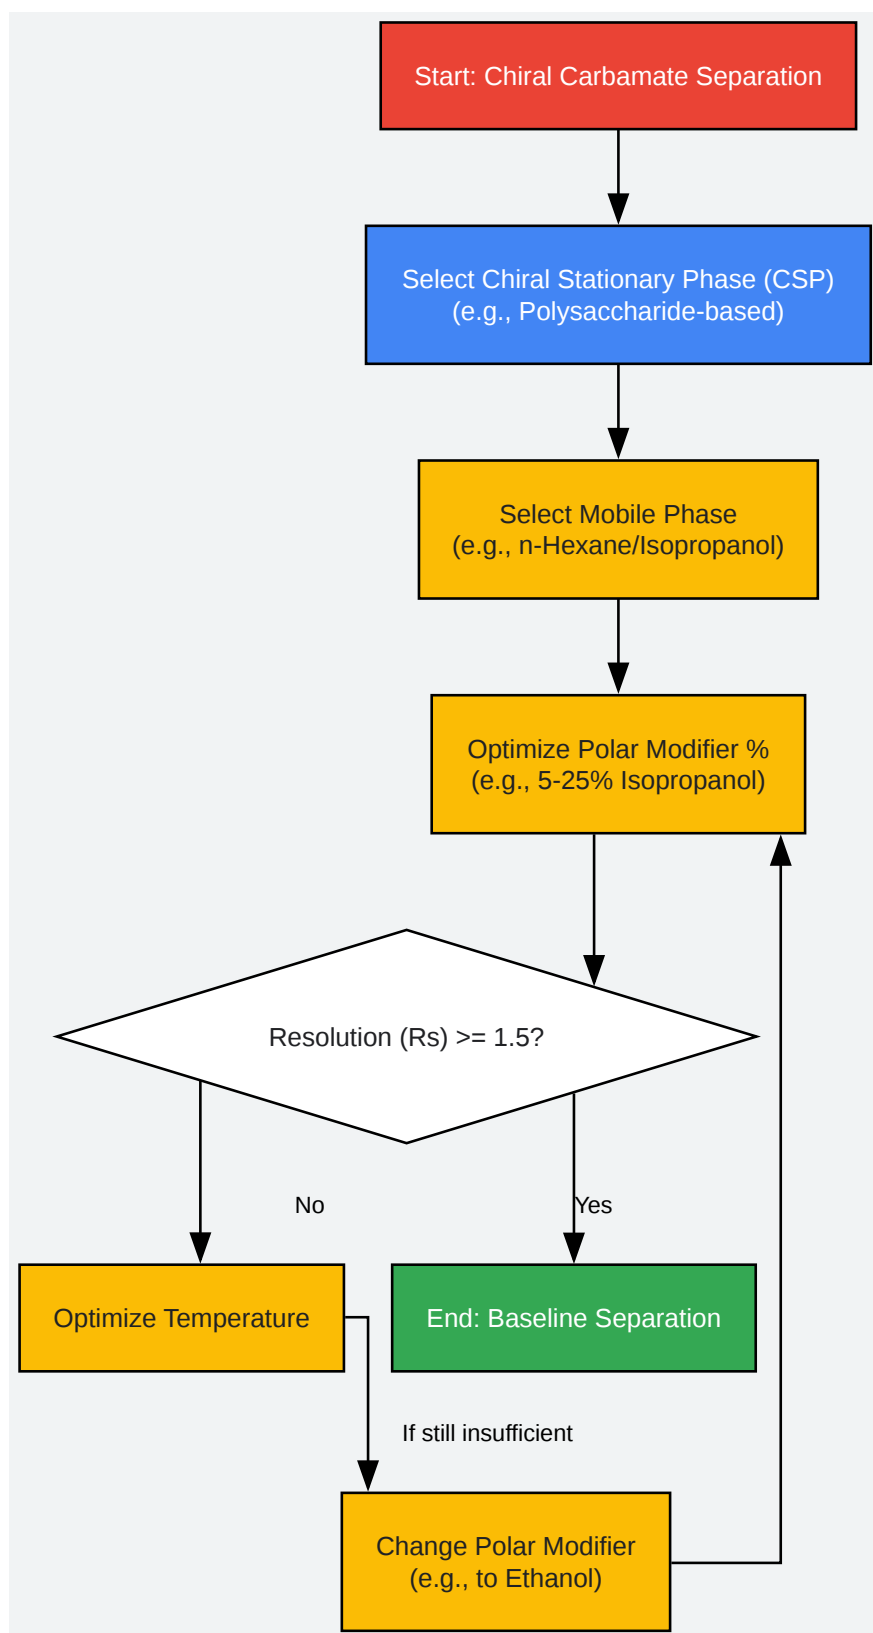 Start: Chiral Carbamate Separation
Select Chiral Stationary Phase (CSP)
(e.g., Polysaccharide-based)
Select Mobile Phase
(e.g., n-Hexane/Isopropanol)
Optimize Polar Modifier %
(e.g., 5-25% Isopropanol)
Resolution (Rs) >= 1.5?
No
Yes
Optimize Temperature
End: Baseline Separation
If still insufficient
Change Polar Modifier
(e.g., to Ethanol)